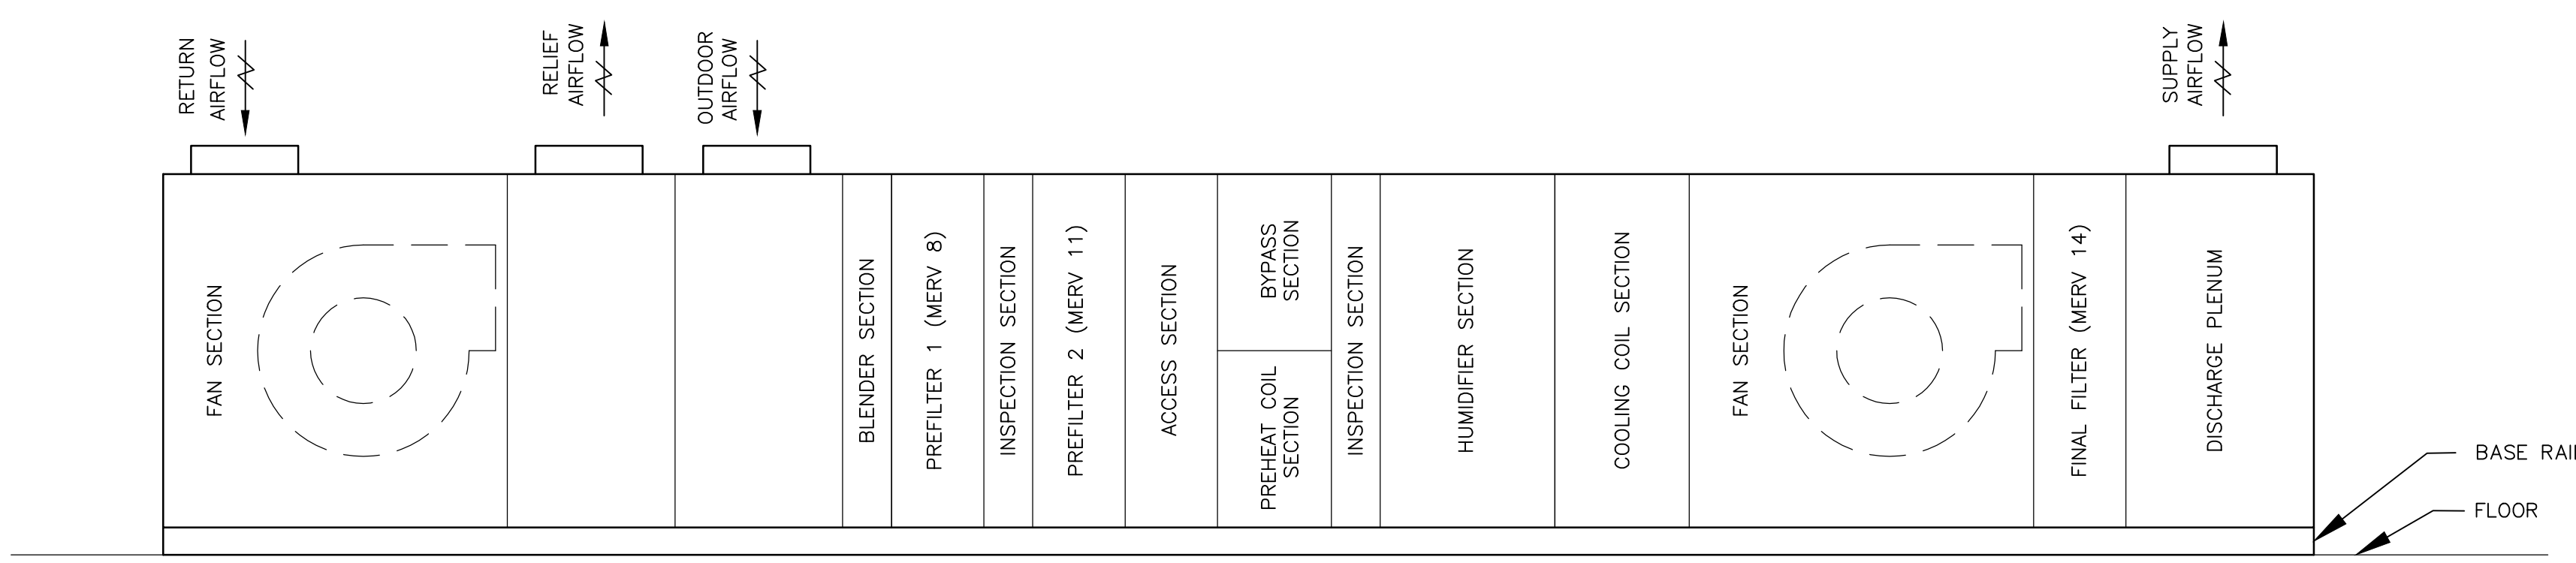 RETURN
AIRFLOW
RELIEF
AIRFLOW
OUTDOOR
AIRFLOW
SUPPLY
AIRFLOW
FAN SECTION
BLENDER SECTION
PREFILTER 1 (MERV 8)
INSPECTION SECTION
PREFILTER 2 (MERV 11)
ACCESS SECTION
BYPASS
SECTION
PREHEAT COIL
SECTION
INSPECTION SECTION
HUMIDIFIER SECTION
COOLING COIL SECTION
FAN SECTION
FINAL FILTER (MERV 14)
DISCHARGE PLENUM
BASE
FLOOR